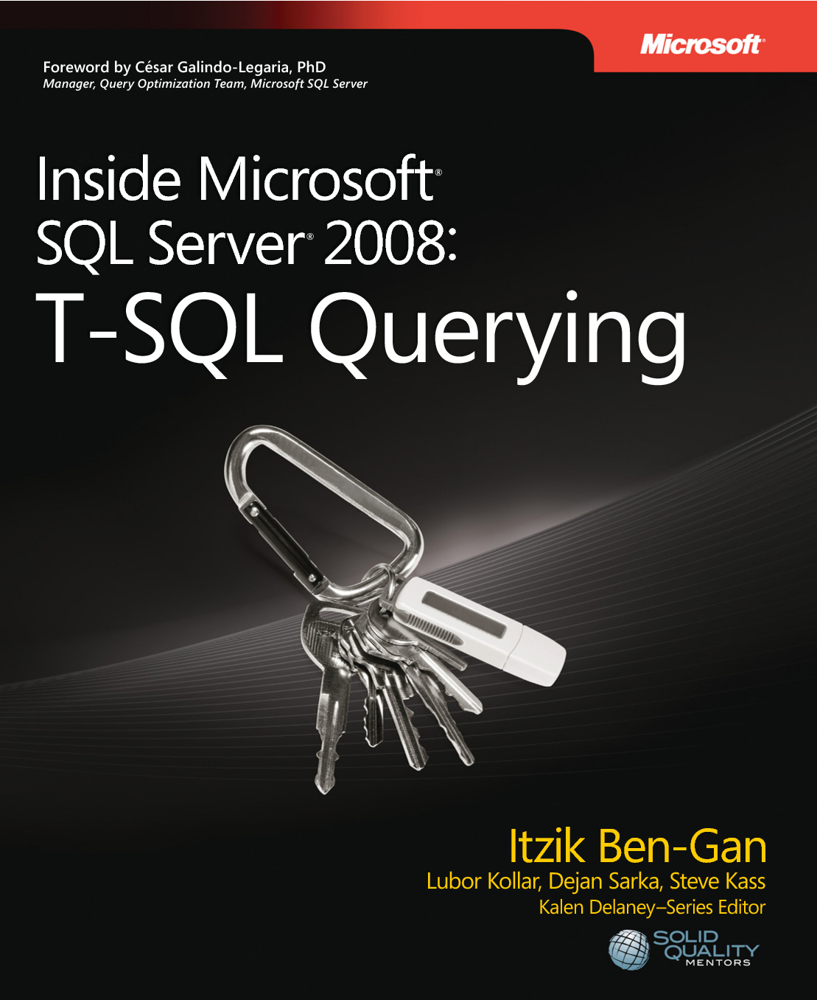 Microsoft®
Foreword by César Galindo-Legaria, PhD
Manager, Query Optimization Team, Microsoft SQL Server
Inside Microsoft®
SQL Server® 2008:
T-SQL Querying
Itzik Ben-Gan
Lubor Kollar, Dejan Sarka, Steve Kass
Kalen Delaney–Series Editor
SOLID
QUALITY
MENTORS